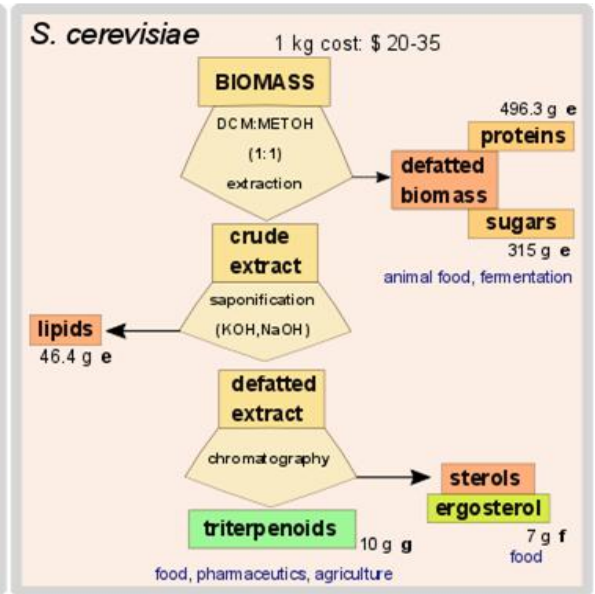 S. cerevisiae
1 kg cost: $ 20-35
BIOMASS
DCM:METOH
(1:1)
extraction
496.3 g e
proteins
defatted
biomass
sugars
315 g e
animal food, fermentation
crude
extract
saponification
(KOH,NaOH)
lipids
46.4 g e
defatted
extract
chromatography
sterols
ergosterol
7 g f
food
triterpenoids
10 g g
food, pharmaceutics, agriculture